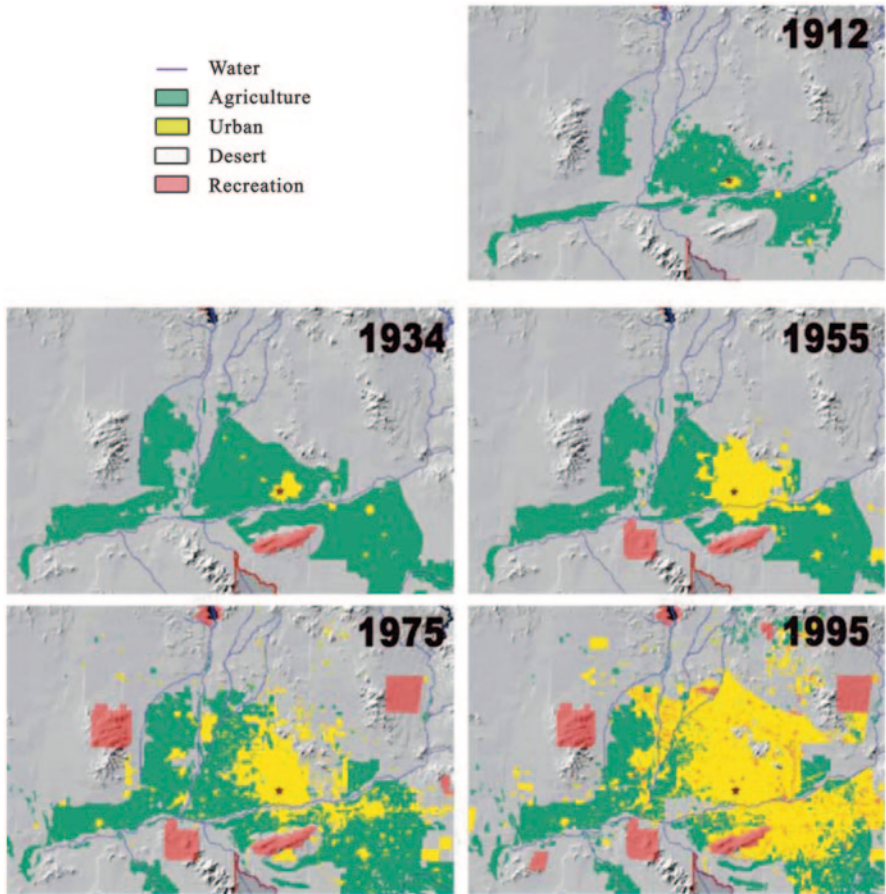 1912
Water
Agriculture
Urban
Desert
Recreation
1934
1955
1975
1995